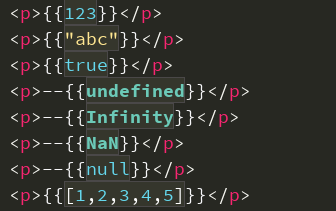 <p>{{123}}</p>
<p>{{"abc"}}</p>
<p>{{true}}</p>
<p>--{{undefined}}</p>
<p>--{{Infinity}}</p>
<p>--{{NaN}}</p>
<p>--{{null}}</p>
<p>{{[1,2,3,4,5]}}</p>